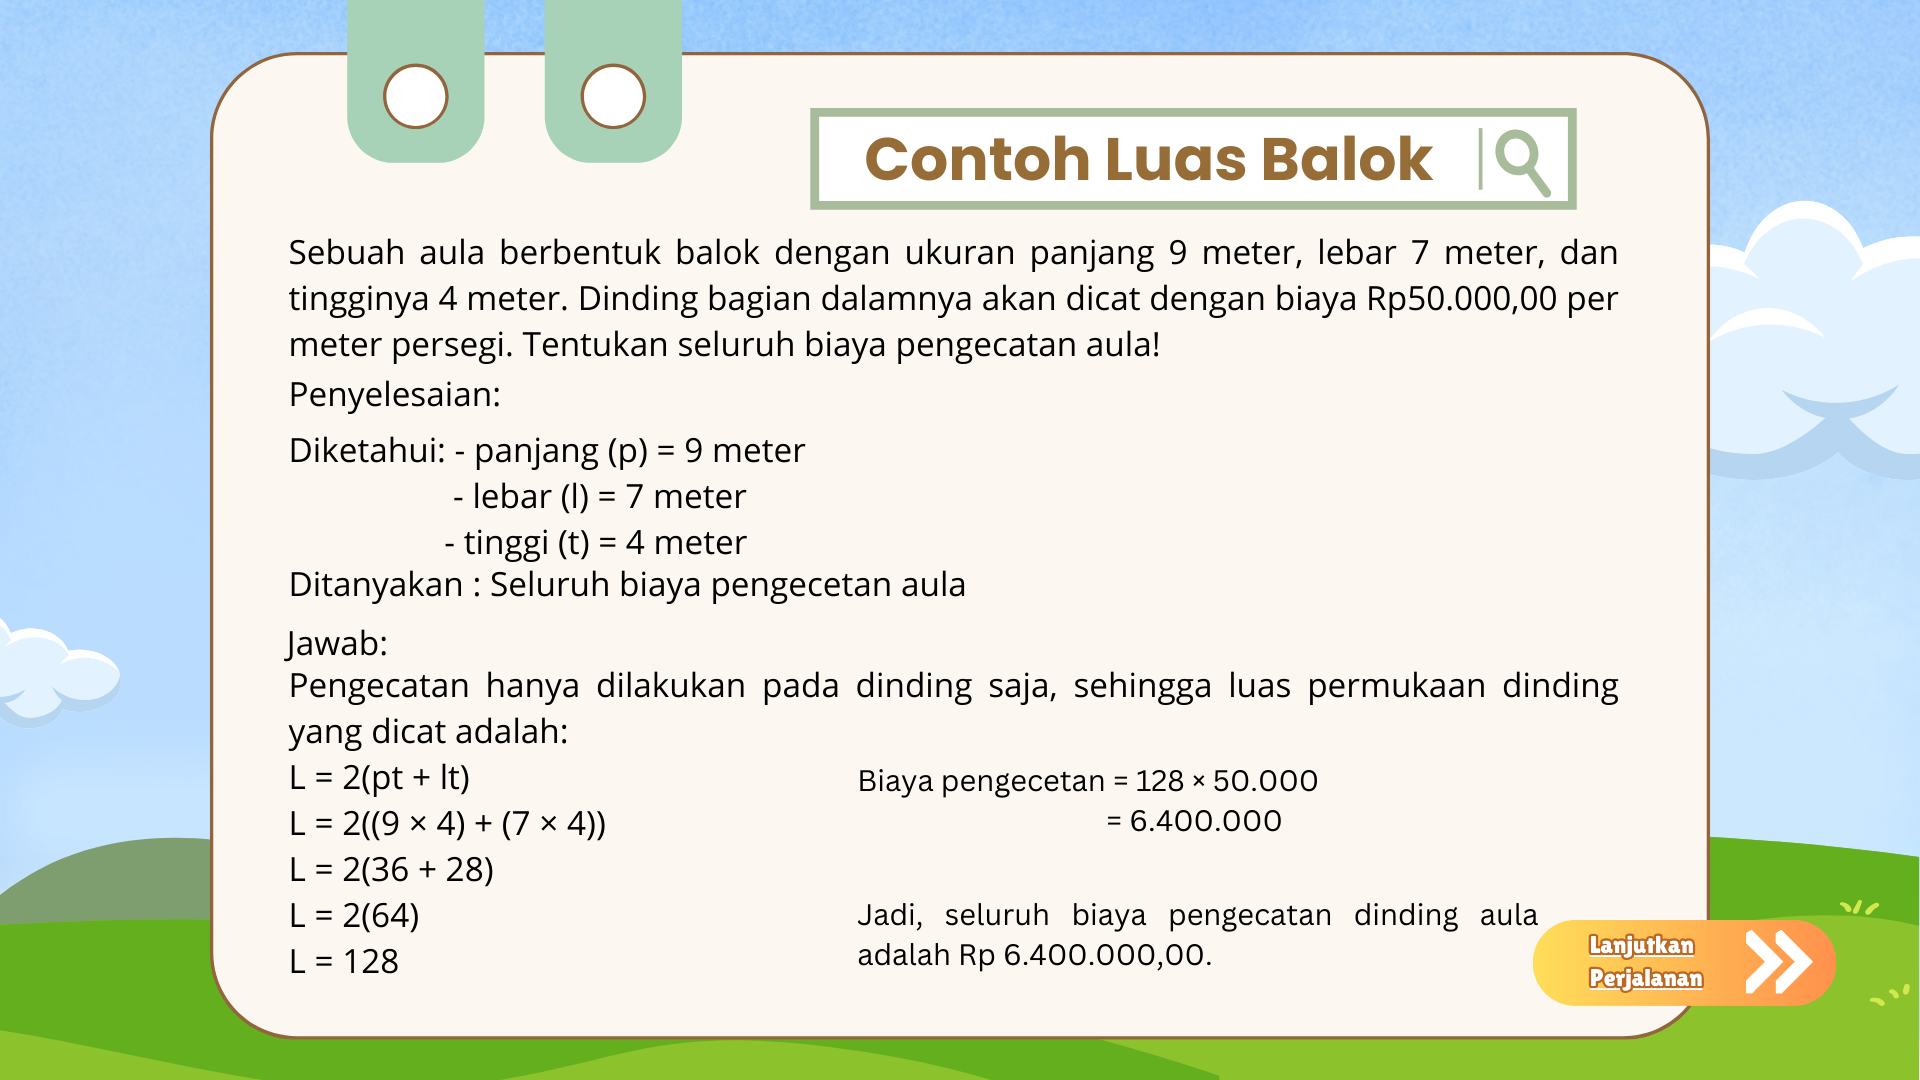 Contoh Luas Balok
Sebuah aula berbentuk balok dengan ukuran panjang 9 meter, lebar 7 meter, dan
tingginya 4 meter. Dinding bagian dalamnya akan dicat dengan biaya Rp50.000,00 per
meter persegi. Tentukan seluruh biaya pengecatan aula!
Penyelesaian:
Diketahui: - panjang (p) = 9 meter
- lebar (l) = 7 meter
- tinggi (t) = 4 meter
Ditanyakan : Seluruh biaya pengecetan aula
Jawab:
Pengecatan hanya dilakukan pada dinding saja, sehingga luas permukaan dinding
yang dicat adalah:
L = 2(pt + lt)
L = 2((9 × 4) + (7 × 4))
L = 2(36 + 28)
L = 2(64)
L = 128
Biaya pengecetan = 128 × 50.000
= 6.400.000
Jadi, seluruh biaya pengecatan dinding aula
adalah Rp 6.400.000,00.
Lanjutkan
Perjalanan